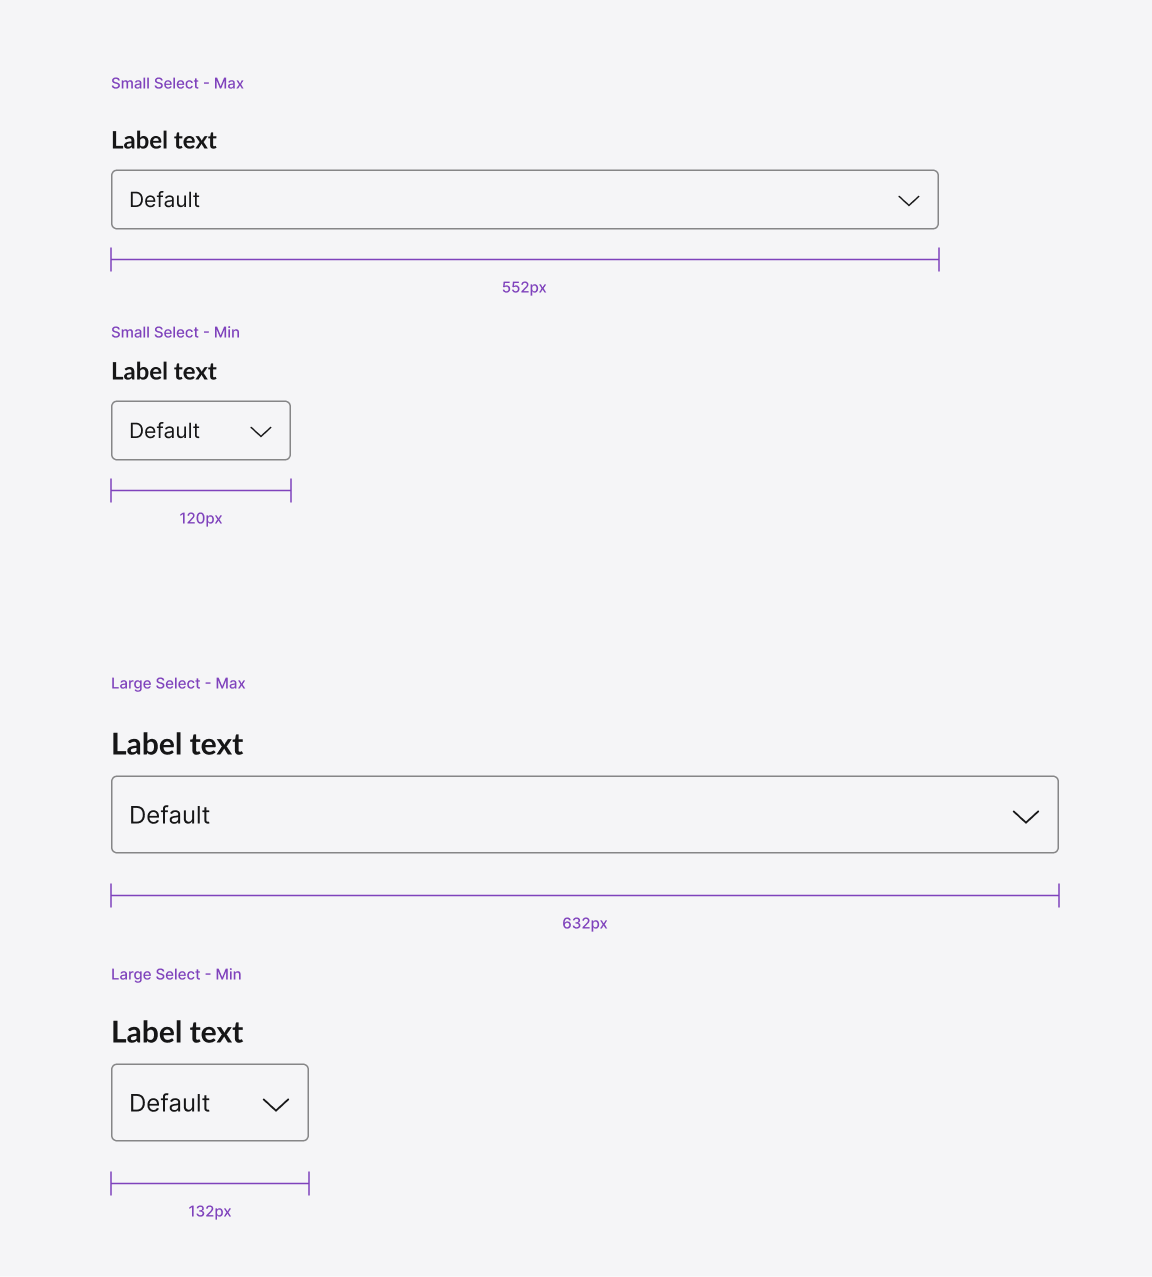 Small Select - Max
Label text
Default
552px
Small Select - Min
Label text
Default
120px
Large Select - Max
Label text
Default
632px
Large Select - Min
Label text
Default
132px